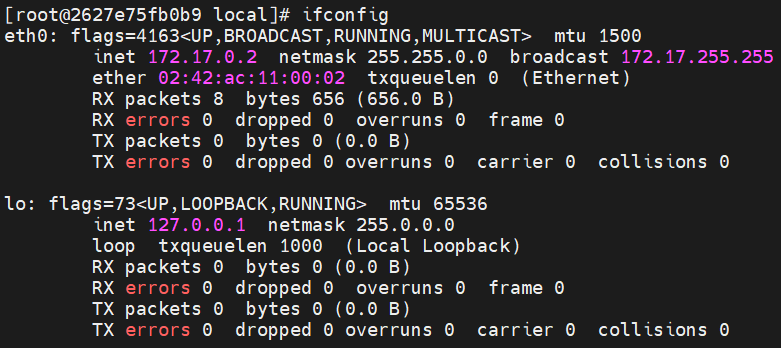 [root@2627e75fb0b9 local]# ifconfig
eth0: flags=4163<UP,BROADCAST,RUNNING,MULTICAST>  mtu 1500
        inet 172.17.0.2  netmask 255.255.0.0  broadcast 172.17.255.255
        ether 02:42:ac:11:00:02  txqueuelen 0  (Ethernet)
        RX packets 8  bytes 656 (656.0 B)
        RX errors 0  dropped 0  overruns 0  frame 0
        TX packets 0  bytes 0 (0.0 B)
        TX errors 0  dropped 0 overruns 0  carrier 0  collisions 0

lo: flags=73<UP,LOOPBACK,RUNNING>  mtu 65536
        inet 127.0.0.1  netmask 255.0.0.0
        loop  txqueuelen 1000  (Local Loopback)
        RX packets 0  bytes 0 (0.0 B)
        RX errors 0  dropped 0  overruns 0  frame 0
        TX packets 0  bytes 0 (0.0 B)
        TX errors 0  dropped 0 overruns 0  carrier 0  collisions 0